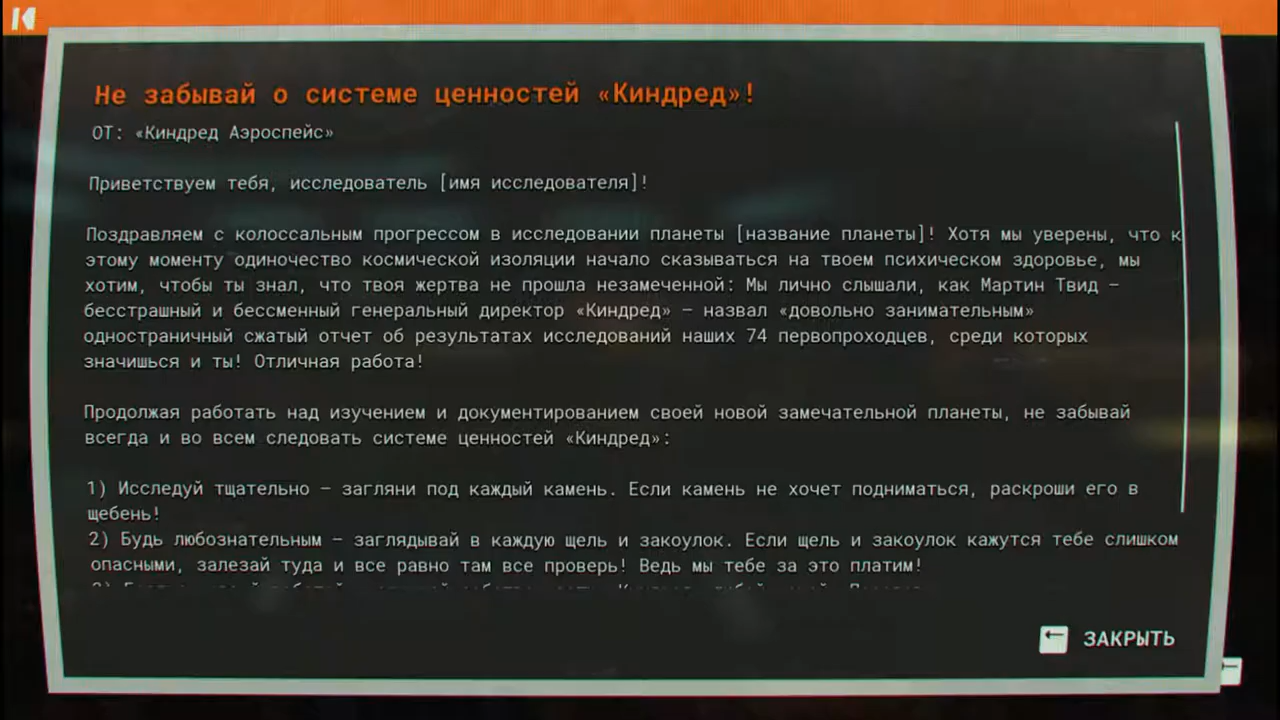 Не забывай о системе ценностей «Киндред»!
ОТ: «Киндред Аэроспейс»
Приветствуем тебя, исследователь [имя исследователя]!
Поздравляем с колоссальным прогрессом в исследовании планеты [название планеты]! Хотя мы уверены, что к
этому моменту одиночество космической изоляции начало сказываться на твоем психическом здоровье, мы
хотим, чтобы ты знал, что твоя жертва не прошла незамеченной: Мы лично слышали, как Мартин Твид –
бесстрашный и бессменный генеральный директор «Киндред» – назвал «довольно занимательным»
одностраничный сжатый отчет об результатах исследований наших 74 первопроходцев, среди которых
значишься и ты! Отличная работа!
Продолжая работать над изучением и документированием своей новой замечательной планеты, не забывай
всегда и во всем следовать системе ценностей «Киндред»:
1) Исследуй тщательно – загляни под каждый камень. Если камень не хочет подниматься, раскроши его в
щебень!
2) Будь любознательным – заглядывай в каждую щель и закоулок. Если щель и закоулок кажутся тебе слишком
опасными, залезай туда и все равно там все проверь! Ведь мы тебе за это платим!
ЗАКРЫТЬ